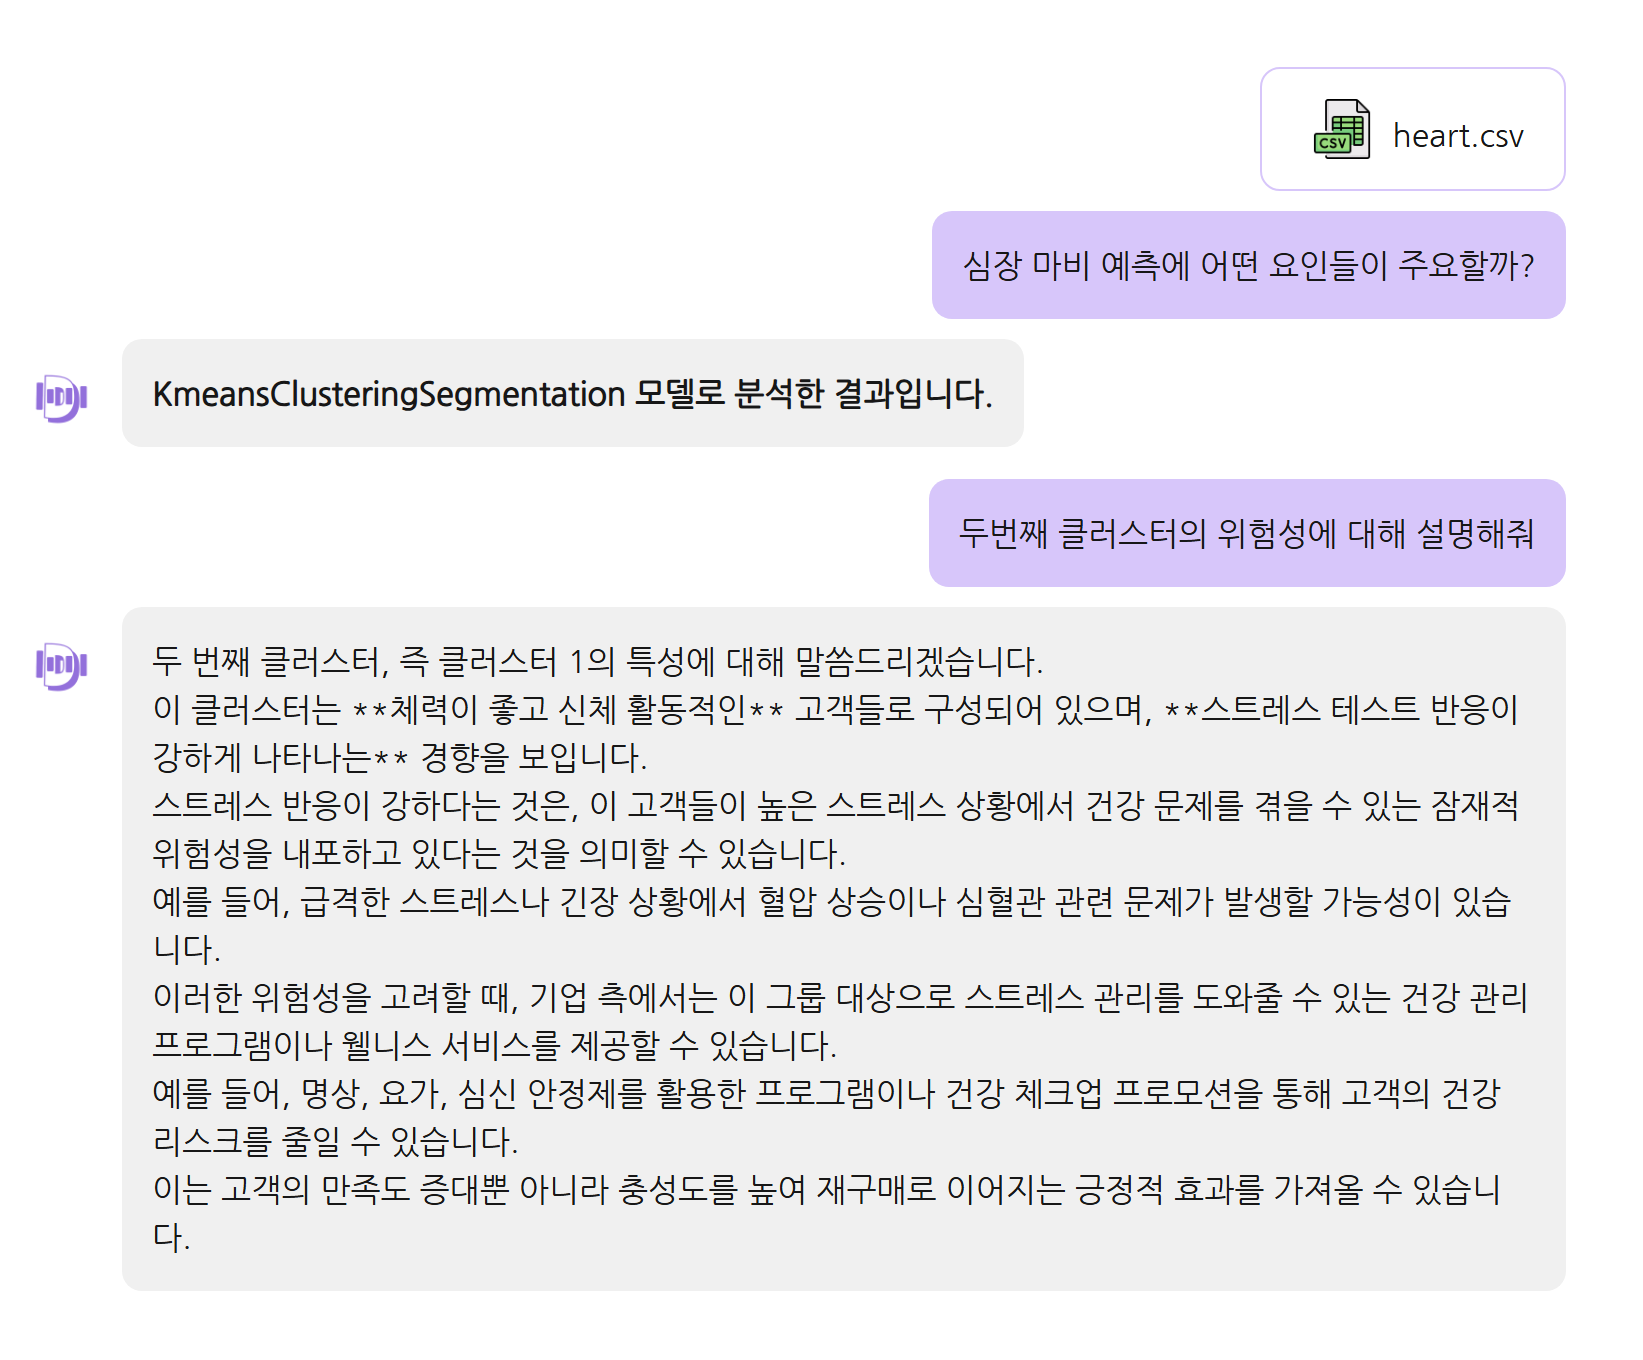 CSV
heart.csv
심장 마비 예측에 어떤 요인들이 주요할까?
KmeansClusteringSegmentation 모델로 분석한 결과입니다.
두번째 클러스터의 위험성에 대해 설명해줘
두 번째 클러스터, 즉 클러스터 1의 특성에 대해 말씀드리겠습니다.
이 클러스터는 **체력이 좋고 신체 활동적인** 고객들로 구성되어 있으며, **스트레스 테스트 반응이
강하게 나타나는** 경향을 보입니다.
스트레스 반응이 강하다는 것은, 이 고객들이 높은 스트레스 상황에서 건강 문제를 겪을 수 있는 잠재적
위험성을 내포하고 있다는 것을 의미할 수 있습니다.
예를 들어, 급격한 스트레스나 긴장 상황에서 혈압 상승이나 심혈관 관련 문제가 발생할 가능성이 있습
니다.
이러한 위험성을 고려할 때, 기업 측에서는 이 그룹 대상으로 스트레스 관리를 도와줄 수 있는 건강 관리
프로그램이나 웰니스 서비스를 제공할 수 있습니다.
예를 들어, 명상, 요가, 심신 안정제를 활용한 프로그램이나 건강 체크업 프로모션을 통해 고객의 건강
리스크를 줄일 수 있습니다.
이는 고객의 만족도 증대뿐 아니라 충성도를 높여 재구매로 이어지는 긍정적 효과를 가져올 수 있습니
다.